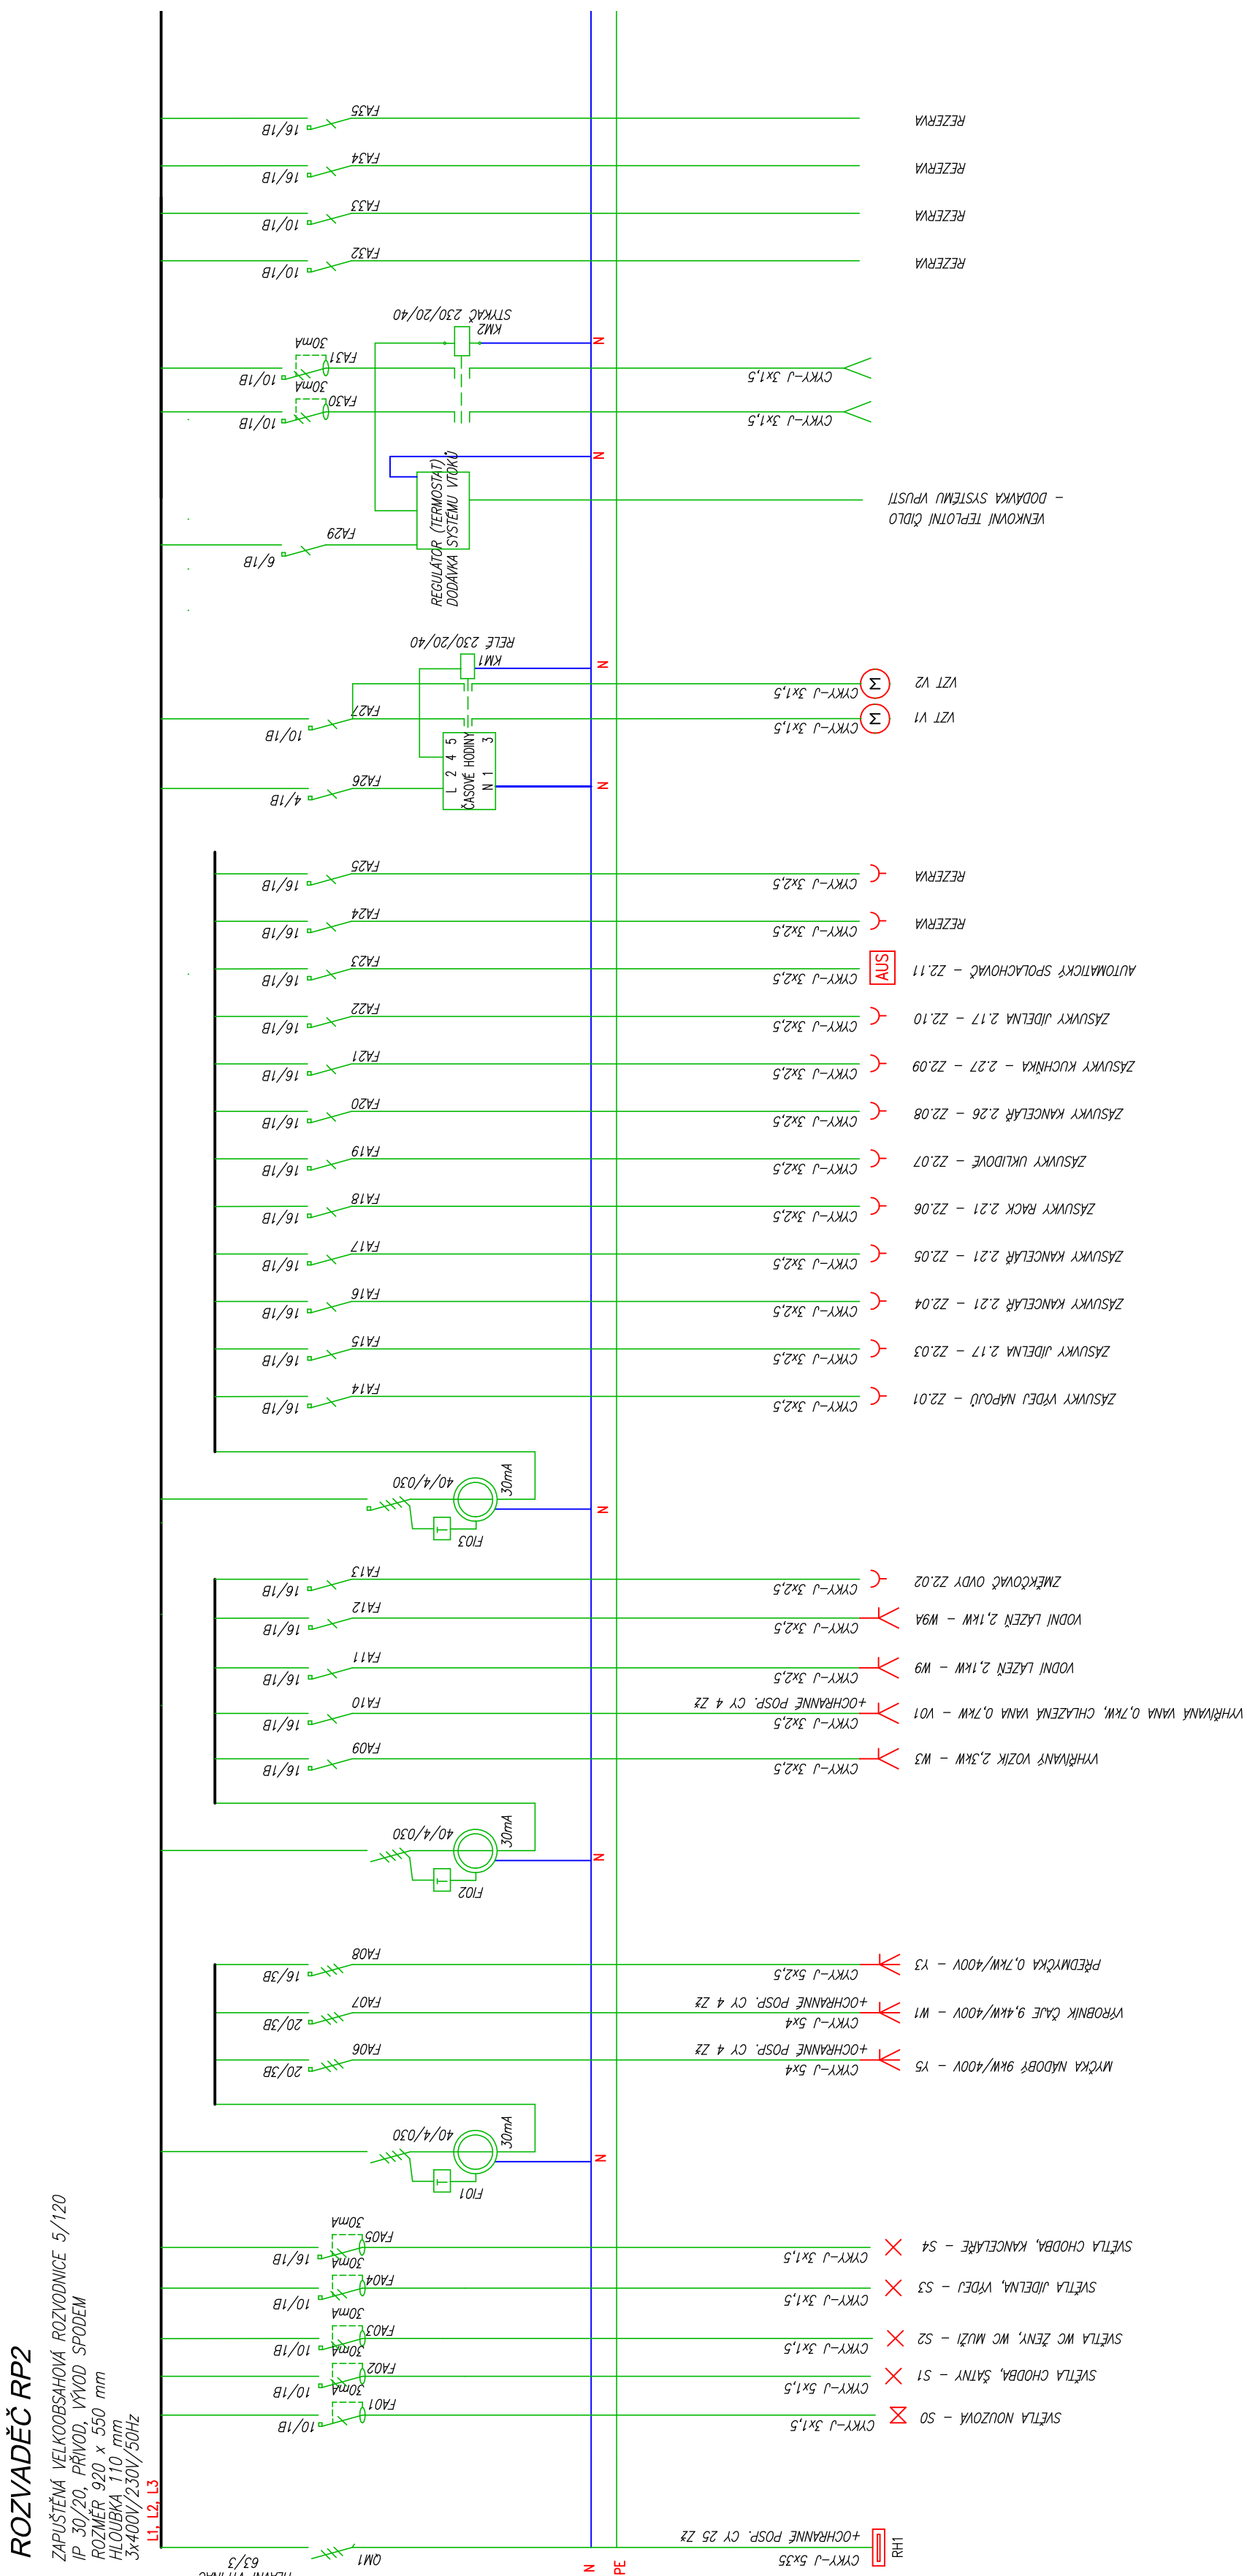 ROZVADĚČ RP2
ZAPUŠTĚNÁ VELKOOBSAHOVÁ ROZVODNICE 5/120
IP 30/20, PŘÍVOD, VÝVOD SPODEM
ROZMĚR 920 x 550 mm
HLOUBKA 110 mm
3x400V/230V/50Hz
L1, L2, L3
63/3
QM1
N
PE
CYKY-J 5x35
+OCHRANNÉ POSP. CY 25 ZŽ
RH1
10/1B
FA01
30mA
CYKY-J 3x1,5
SVĚTLA NOUZOVÁ - S0
10/1B
FA02
30mA
CYKY-J 5x1,5
SVĚTLA CHODBA, ŠATNY - S1
10/1B
FA03
30mA
CYKY-J 3x1,5
SVĚTLA WC ŽENY, WC MUŽI - S2
10/1B
FA04
30mA
CYKY-J 3x1,5
SVĚTLA JÍDELNA, VÝDEJ - S3
16/1B
FA05
30mA
CYKY-J 3x1,5
SVĚTLA CHODBA, KANCELÁŘE - S4
FI01
T
40/4/030
30mA
N
20/3B
FA06
CYKY-J 5x4
+OCHRANNÉ POSP. CY 4 ZŽ
MYČKA NÁDOBÝ 9kW/400V - Y5
20/3B
FA07
CYKY-J 5x4
+OCHRANNÉ POSP. CY 4 ZŽ
VÝROBNÍK ČAJE 9,4kW/400V - W1
16/3B
FA08
CYKY-J 5x2,5
PŘEDMYČKA 0,7kW/400V - Y3
FI02
T
40/4/030
30mA
N
16/1B
FA09
CYKY-J 3x2,5
VYHŘÍVANÝ VOZÍK 2,3kW - W3
16/1B
FA10
CYKY-J 3x2,5
+OCHRANNÉ POSP. CY 4 ZŽ
VYHŘÍVANÁ VANA 0,7kW, CHLAZENÁ VANA 0,7kW - V01
16/1B
FA11
CYKY-J 3x2,5
VODNÍ LÁZEŇ 2,1kW - W9
16/1B
FA12
CYKY-J 3x2,5
VODNÍ LÁZEŇ 2,1kW - W9A
16/1B
FA13
CYKY-J 3x2,5
ZMĚKČOVAČ OVDY Z2.02
FI03
T
40/4/030
30mA
N
16/1B
FA14
CYKY-J 3x2,5
ZÁSUVKY VÝDEJ NÁPOJŮ - Z2.01
16/1B
FA15
CYKY-J 3x2,5
ZÁSUVKY JÍDELNA 2.17 - Z2.03
16/1B
FA16
CYKY-J 3x2,5
ZÁSUVKY KANCELÁŘ 2.21 - Z2.04
16/1B
FA17
CYKY-J 3x2,5
ZÁSUVKY KANCELÁŘ 2.21 - Z2.05
16/1B
FA18
CYKY-J 3x2,5
ZÁSUVKY RACK 2.21 - Z2.06
16/1B
FA19
CYKY-J 3x2,5
ZÁSUVKY UKLIDOVÉ - Z2.07
16/1B
FA20
CYKY-J 3x2,5
ZÁSUVKY KANCELÁŘ 2.26 - Z2.08
16/1B
FA21
CYKY-J 3x2,5
ZÁSUVKY KUCHŇKA - 2.27 - Z2.09
16/1B
FA22
CYKY-J 3x2,5
ZÁSUVKY JÍDELNA 2.17 - Z2.10
16/1B
FA23
CYKY-J 3x2,5
AUS
AUTOMATICKÝ SPOLACHOVAČ - Z2.11
16/1B
FA24
CYKY-J 3x2,5
REZERVA
16/1B
FA25
CYKY-J 3x2,5
REZERVA
4/1B
FA26
L 2 4 5
ČASOVÉ HODINY
N 1 3
N
10/1B
FA27
CYKY-J 3x1,5
M
VZT V1
CYKY-J 3x1,5
M
VZT V2
KM1
RELÉ 230/20/40
N
6/1B
FA29
REGULÁTOR (TERMOSTAT),
DODÁVKA SYSTÉMU VTOKŮ
N
VENKOVNÍ TEPLOTNÍ ČIDLO
- DODÁVKA SYSTÉMU VPUSTÍ
10/1B
FA30
30mA
CYKY-J 3x1,5
10/1B
FA31
30mA
CYKY-J 3x1,5
KM2
STYKAČ 230/20/40
N
10/1B
FA32
REZERVA
10/1B
FA33
REZERVA
16/1B
FA34
REZERVA
16/1B
FA35
REZERVA